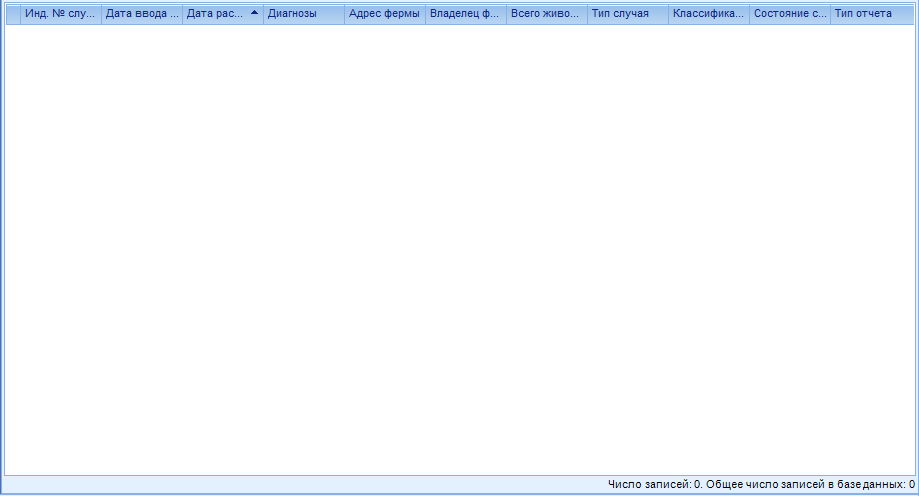 Инд. № слу... Дата ввода ... Дата рас... Диагнозы Адрес фермы Владелец ф... Всего живо... Тип случая Классифика... Состояние с... Тип отчета
Число записей: 0. Общее число записей в базе данных: 0